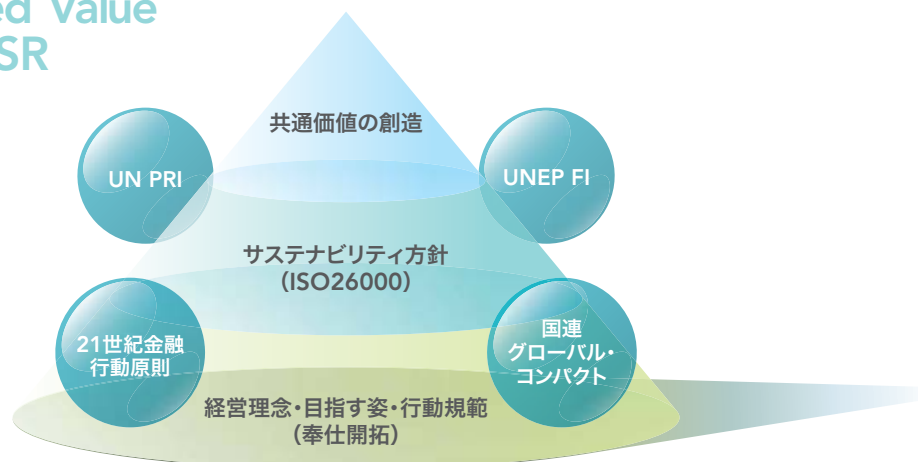 ed Value
SR
共通価値の創造
UN PRI
UNEP FI
サステナビリティ方針
（ISO26000）
21世紀金融
行動原則
国連
グローバル・
コンパクト
経営理念・目指す姿・行動規範
（奉仕開拓）